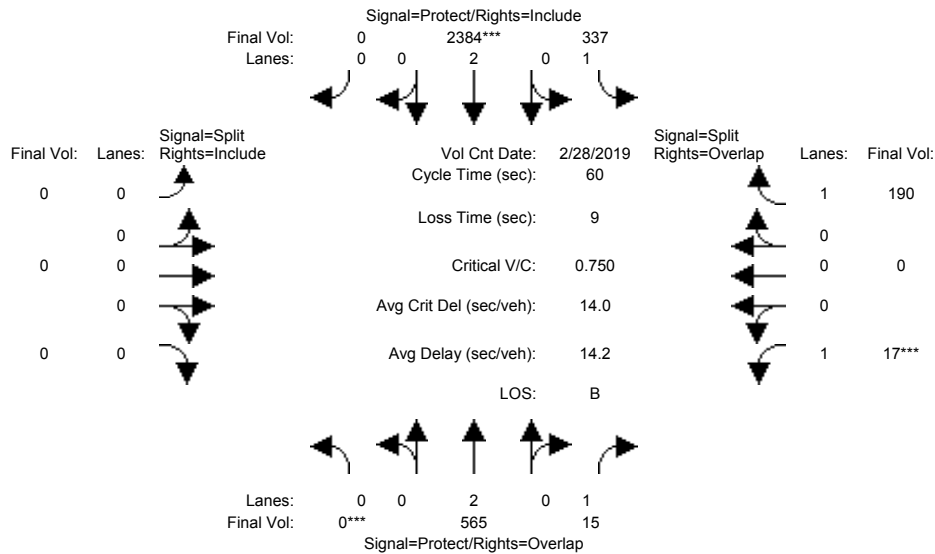 Signal=Protect/Rights=Include
Final Vol: 0 2384*** 337
Lanes: 0 0 2 0 1
Signal=Split Signal=Split
Final Vol: Lanes: Rights=Include Vol Cnt Date: 2/28/2019 Rights=Overlap Lanes: Final Vol:
Cycle Time (sec): 60
0 0 1 190
Loss Time (sec): 9
0 0
0 0 Critical V/C: 0.750 0 0
0 Avg Crit Del (sec/veh): 14.0 0
0 0 Avg Delay (sec/veh): 14.2 1 17***
LOS: B
Lanes: 0 0 2 0 1
Final Vol: 0*** 565 15
Signal=Protect/Rights=Overlap